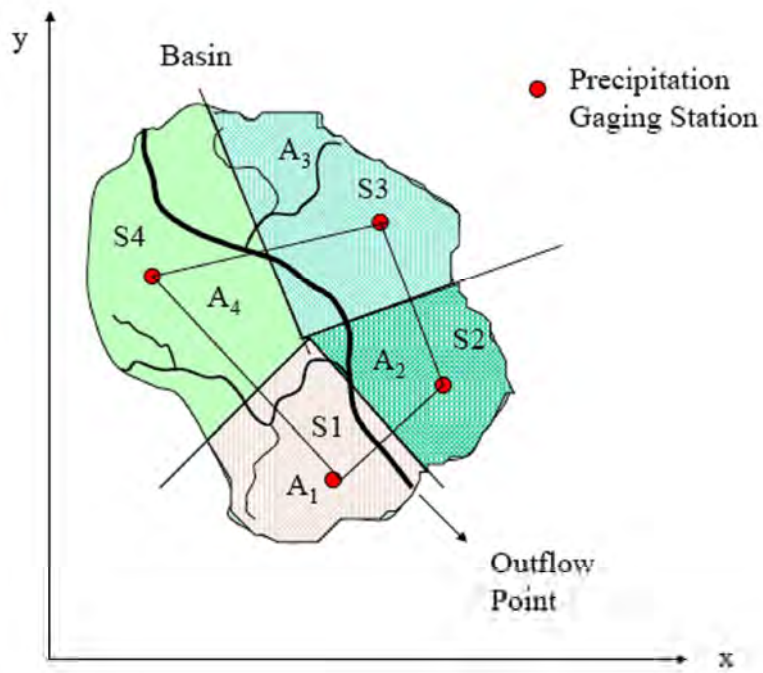 y
Basin
Precipitation
Gaging Station
A₃
S3
S4
A₄
S2
A₂
S1
A₁
Outflow
Point
x